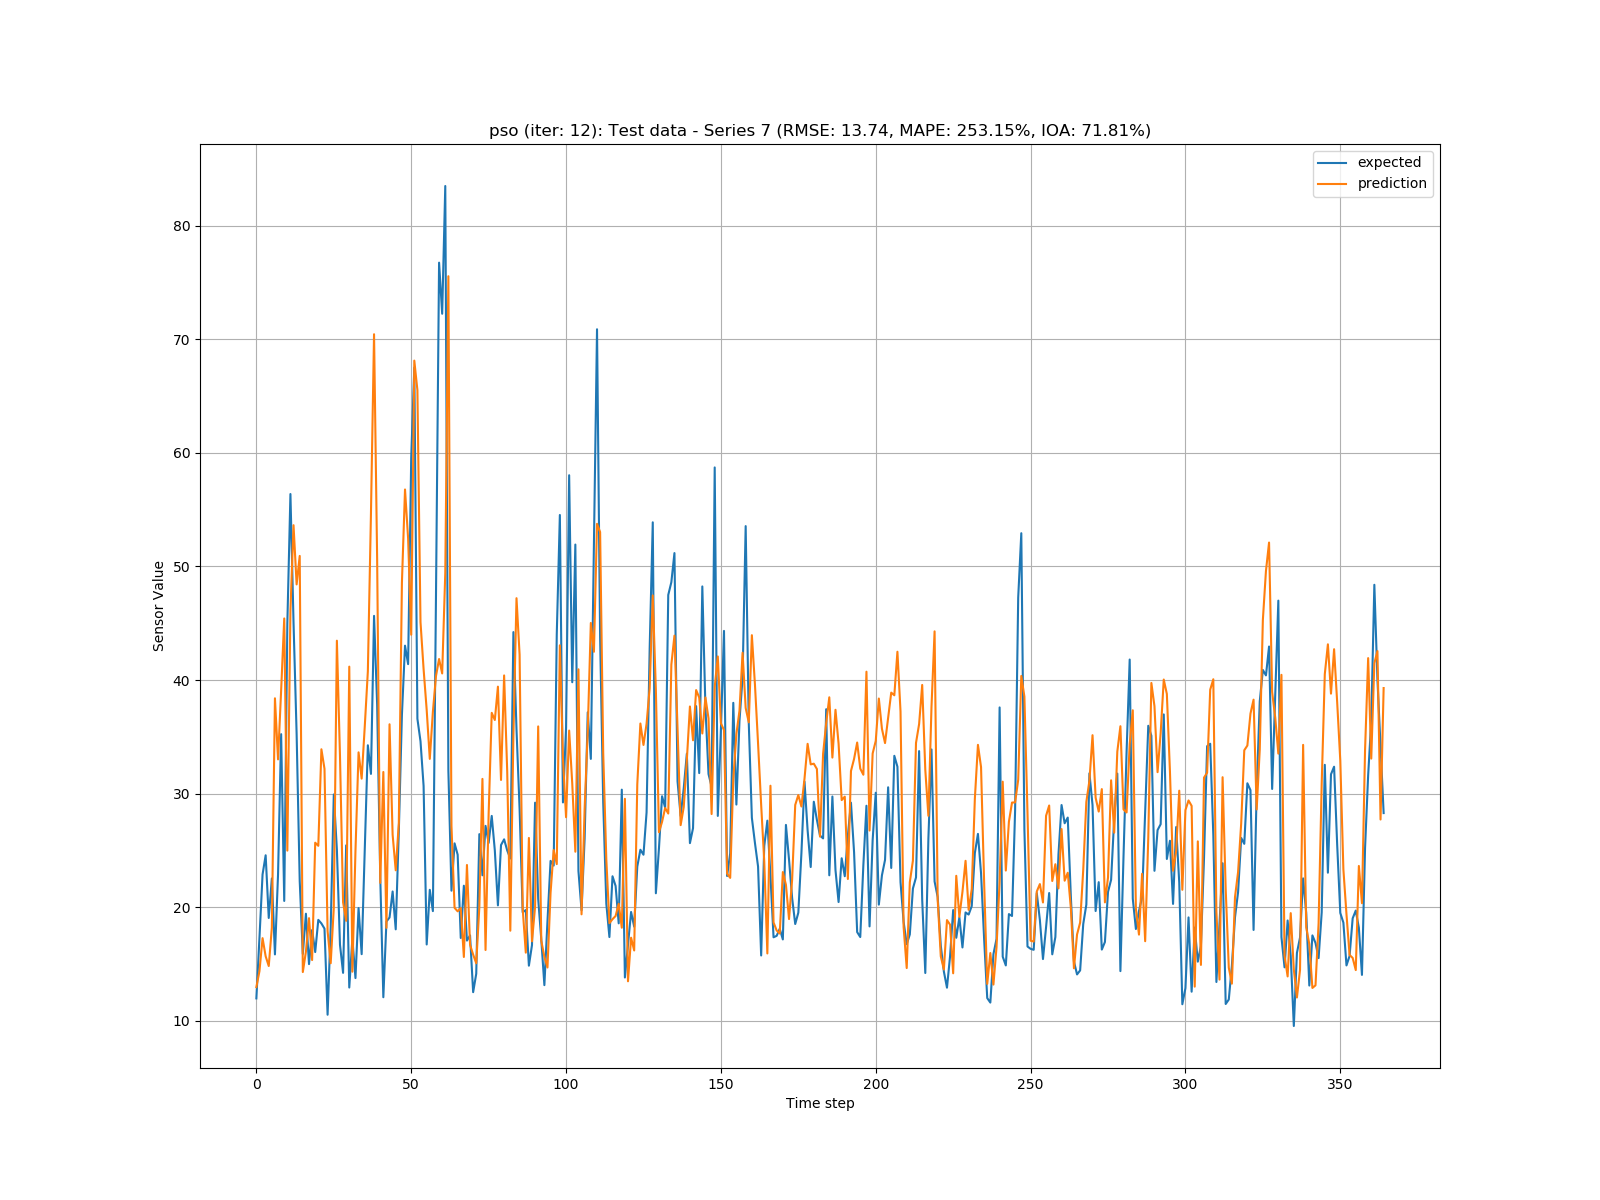 pso (iter: 12): Test data - Series 7 (RMSE: 13.74, MAPE: 253.15%, IOA: 71.81%)
expected
prediction
80
70
60
50
40
30
20
10
Sensor Value
0 50 100 150 200 250 300 350
Time step